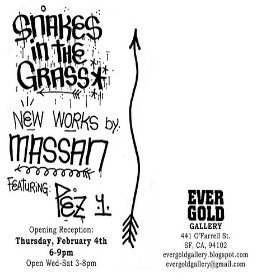 SNAKES
IN THE
GRASS*
NEW WORKS by:
MASSAN
FEATURING: PEZ
Opening Reception:
Thursday, February 4th
6-9pm
Open Wed-Sat 3-8pm
EVER
GOLD
GALLERY
441 O'Farrell St.
SF, CA, 94102
evergoldgallery.blogspot.com
evergoldgallery@gmail.com